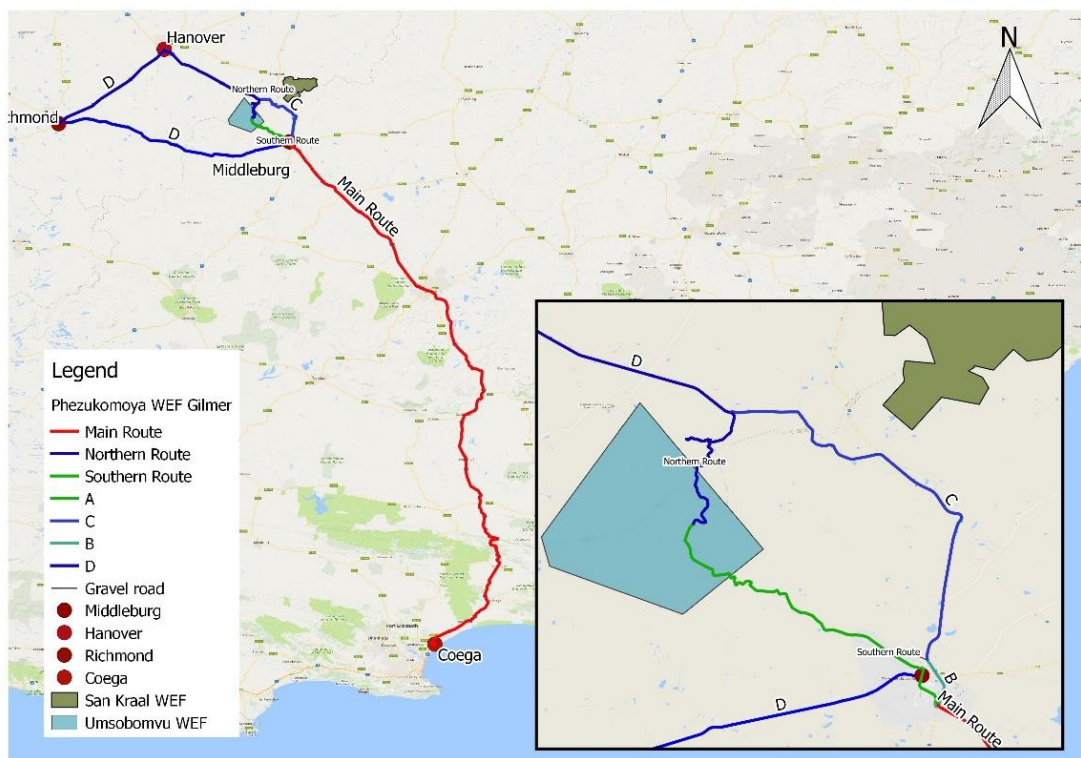 Hanover
N
D
Northern Route
C
chmond
D
Southern Route
Middleburg
Main Route
Legend
Phezukomoya WEF Gilmer
Main Route
Northern Route
Southern Route
A
C
B
D
Gravel road
Middleburg
Hanover
Richmond
Coega
San Kraal WEF
Umsobomvu WEF
Coega
D
Northern Route
C
Southern Route
B
D
Main Route